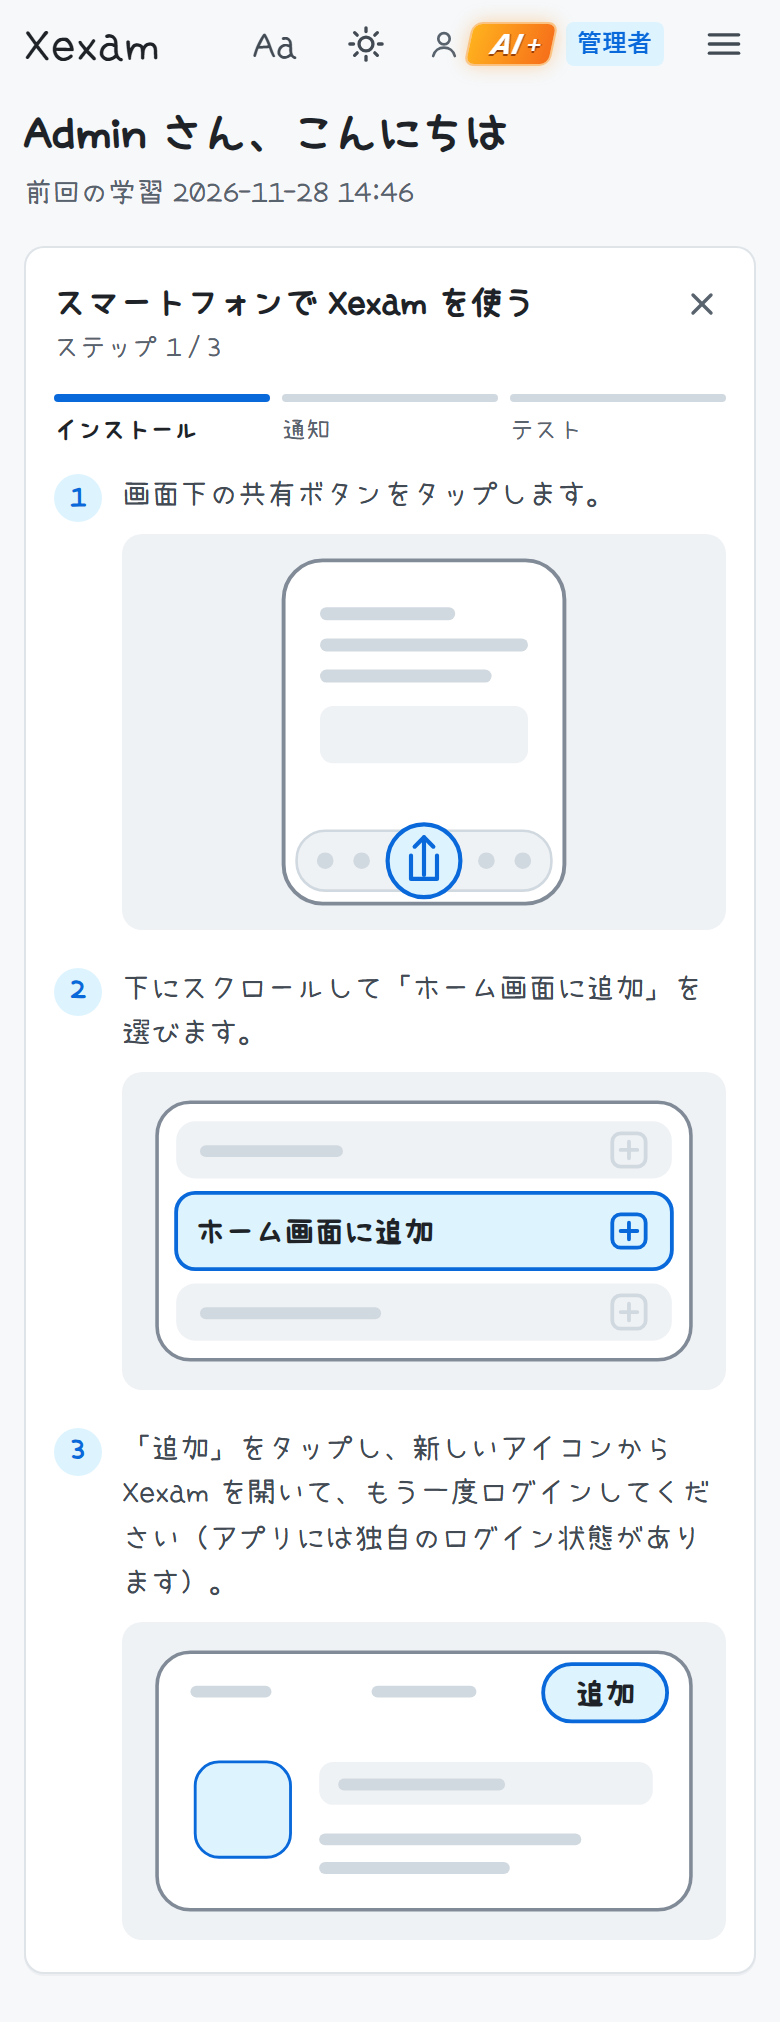 Xexam Aa AI+ 管理者
Admin さん、こんにちは
前回の学習 2026-11-28 14:46
スマートフォンで Xexam を使う
ステップ 1 / 3
インストール 通知 テスト
1 画面下の共有ボタンをタップします。
2 下にスクロールして「ホーム画面に追加」を
選びます。
ホーム画面に追加
3 「追加」をタップし、新しいアイコンから
Xexam を開いて、もう一度ログインしてくだ
さい（アプリには独自のログイン状態があり
ます）。
追加